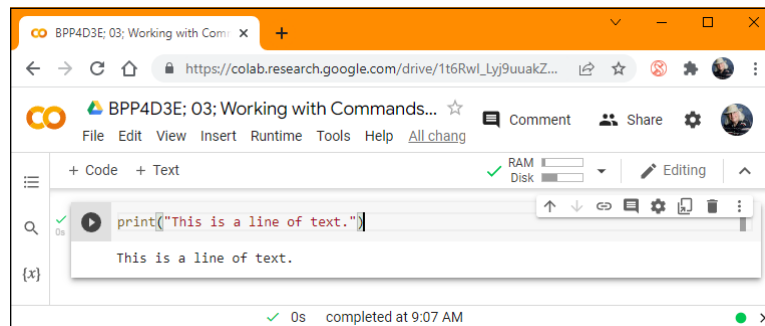 BPP4D3E; 03; Working with Com
https://colab.research.google.com/drive/1t6Rwl_Lyj9uuakZ...
BPP4D3E; 03; Working with Commands...
Comment
Share
File Edit View Insert Runtime Tools Help All chang
+ Code + Text
RAM
Disk
Editing
0s
print("This is a line of text.")
This is a line of text.
{x}
0s completed at 9:07 AM